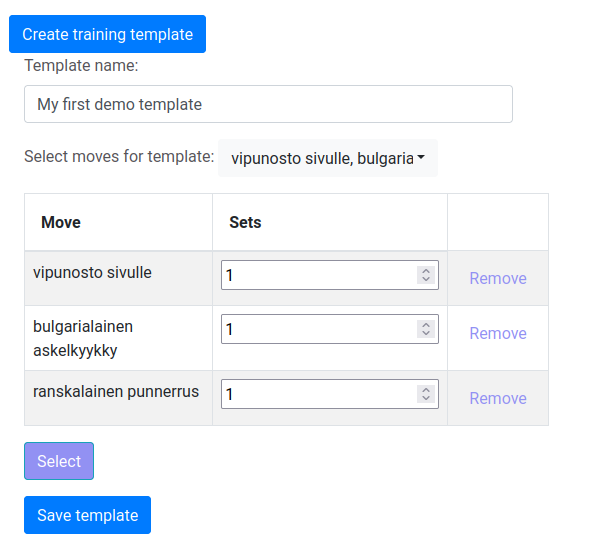 Create training template
Template name:
My first demo template
Select moves for template: vipunosto sivulle, bulgaria
Move Sets
vipunosto sivulle 1 Remove
bulgarialainen
askelkyykky 1 Remove
ranskalainen punnerrus 1 Remove
Select
Save template